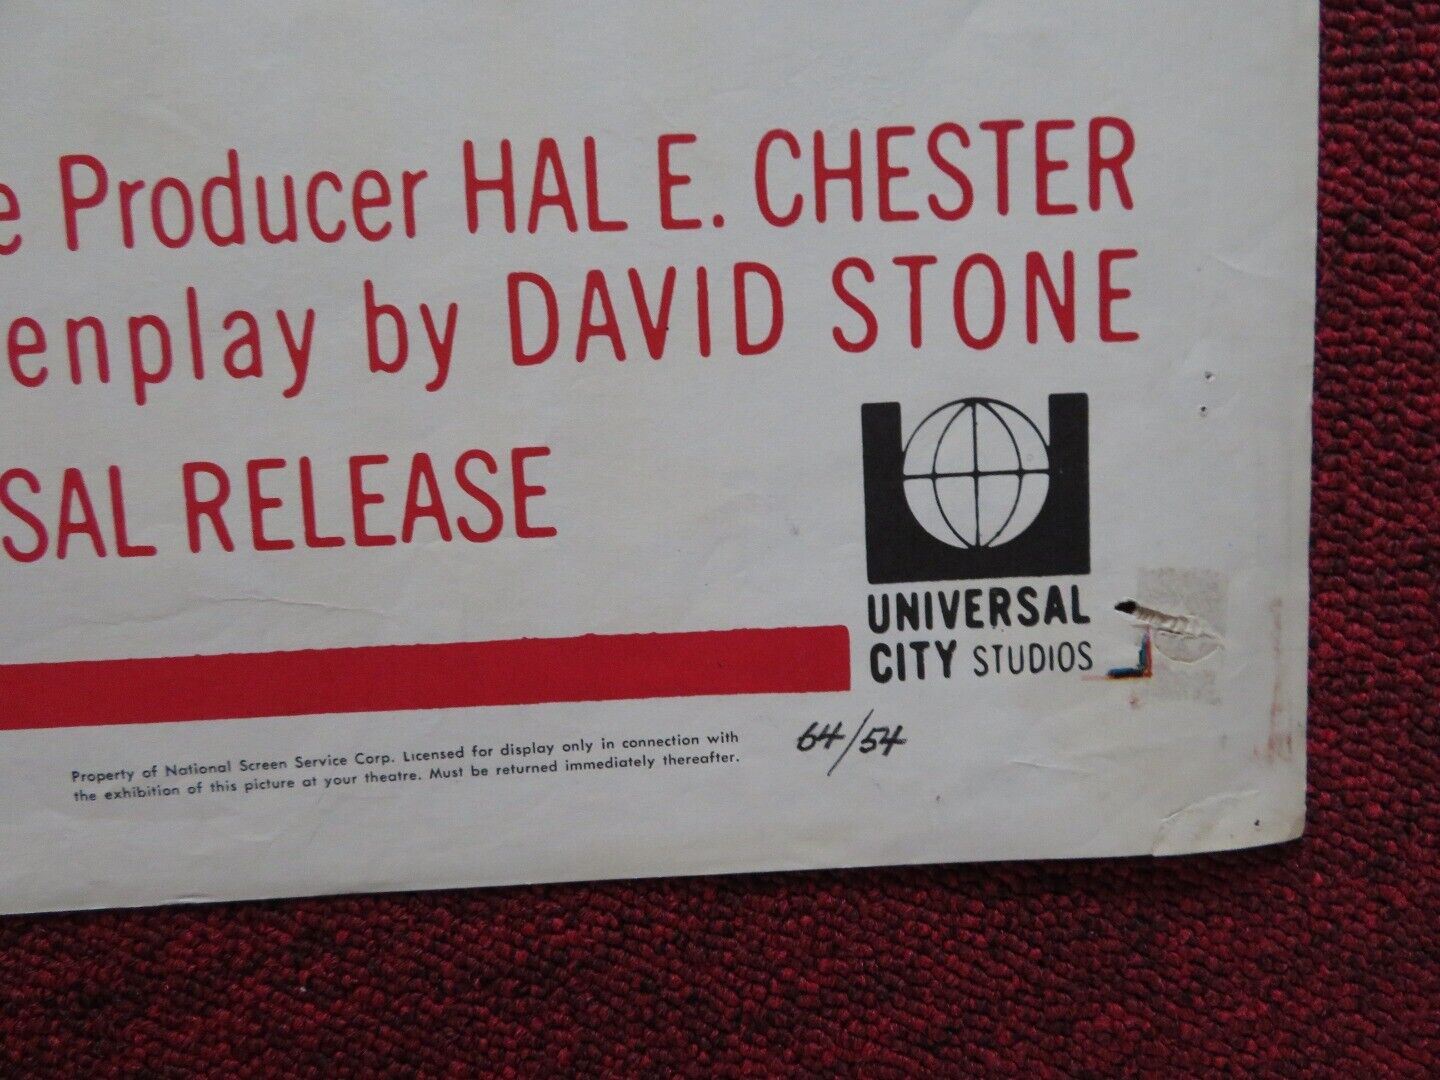 e Producer HAL E. CHESTER
enplay by DAVID STONE
SAL RELEASE
UNIVERSAL
CITY STUDIOS
Property of National Screen Service Corp. Licensed for display only in connection with
the exhibition of this picture at your theatre. Must be returned immediately thereafter.
64/54